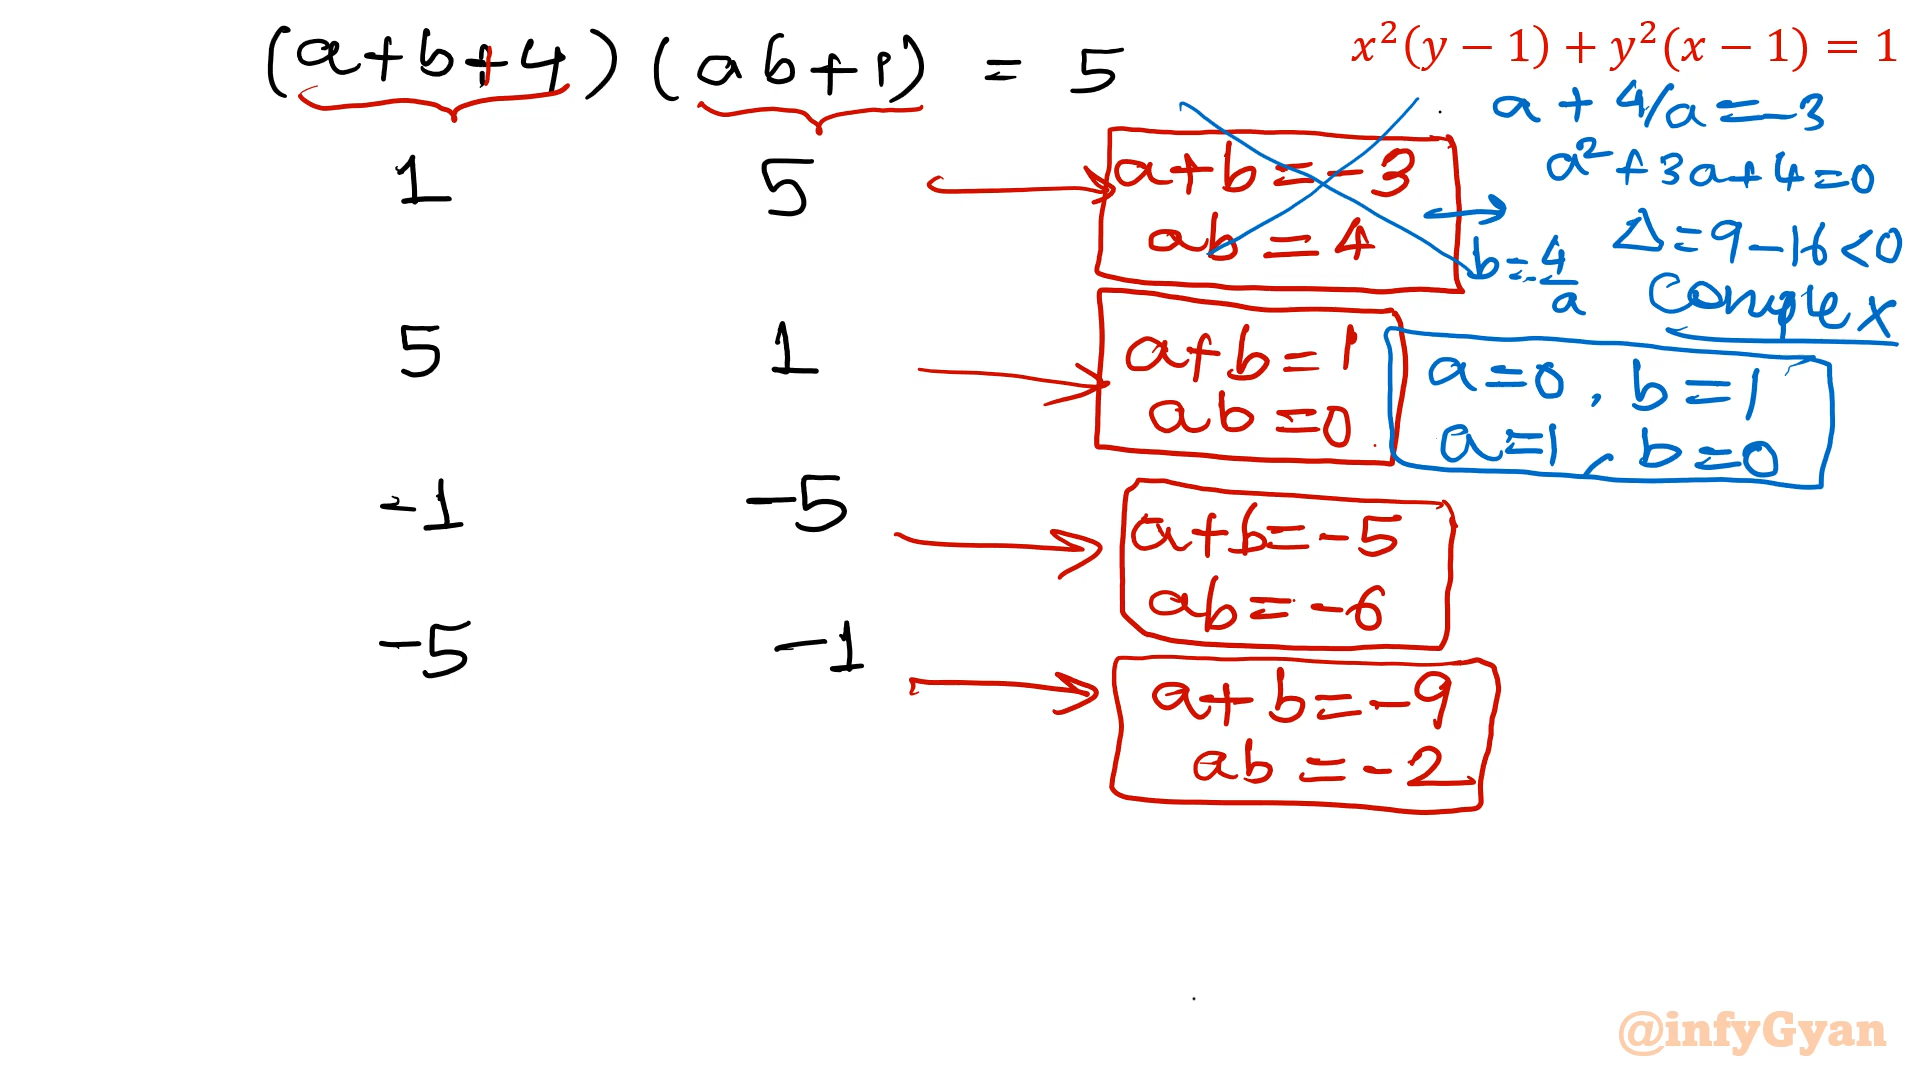 (a+b+4) (ab+1) = 5
x²(y − 1) + y²(x − 1) = 1
a + 4/a = -3
a² + 3a + 4 = 0
Δ = 9 - 16 < 0
b = 4/a
Complex
1 5
a+b = -3
ab = 4
5 1
a+b = 1
ab = 0
a = 0, b = 1
a = 1, b = 0
-1 -5
a+b = -5
ab = -6
-5 -1
a+b = -9
ab = -2
@infyGyan